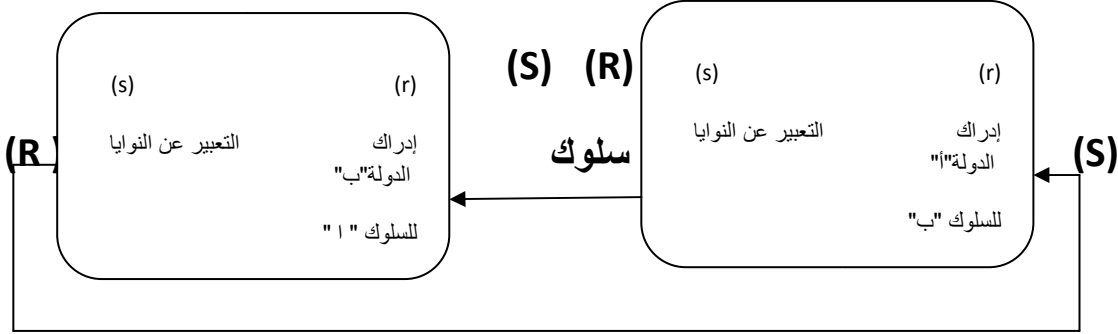 (S) (R)
(r) (s)
إدراك التعبير عن النوايا
الدولة"أ"
للسلوك "ب"
(S) (R)
سلوك
(r) (s)
إدراك التعبير عن النوايا
الدولة"ب"
للسلوك " ا "
(R )